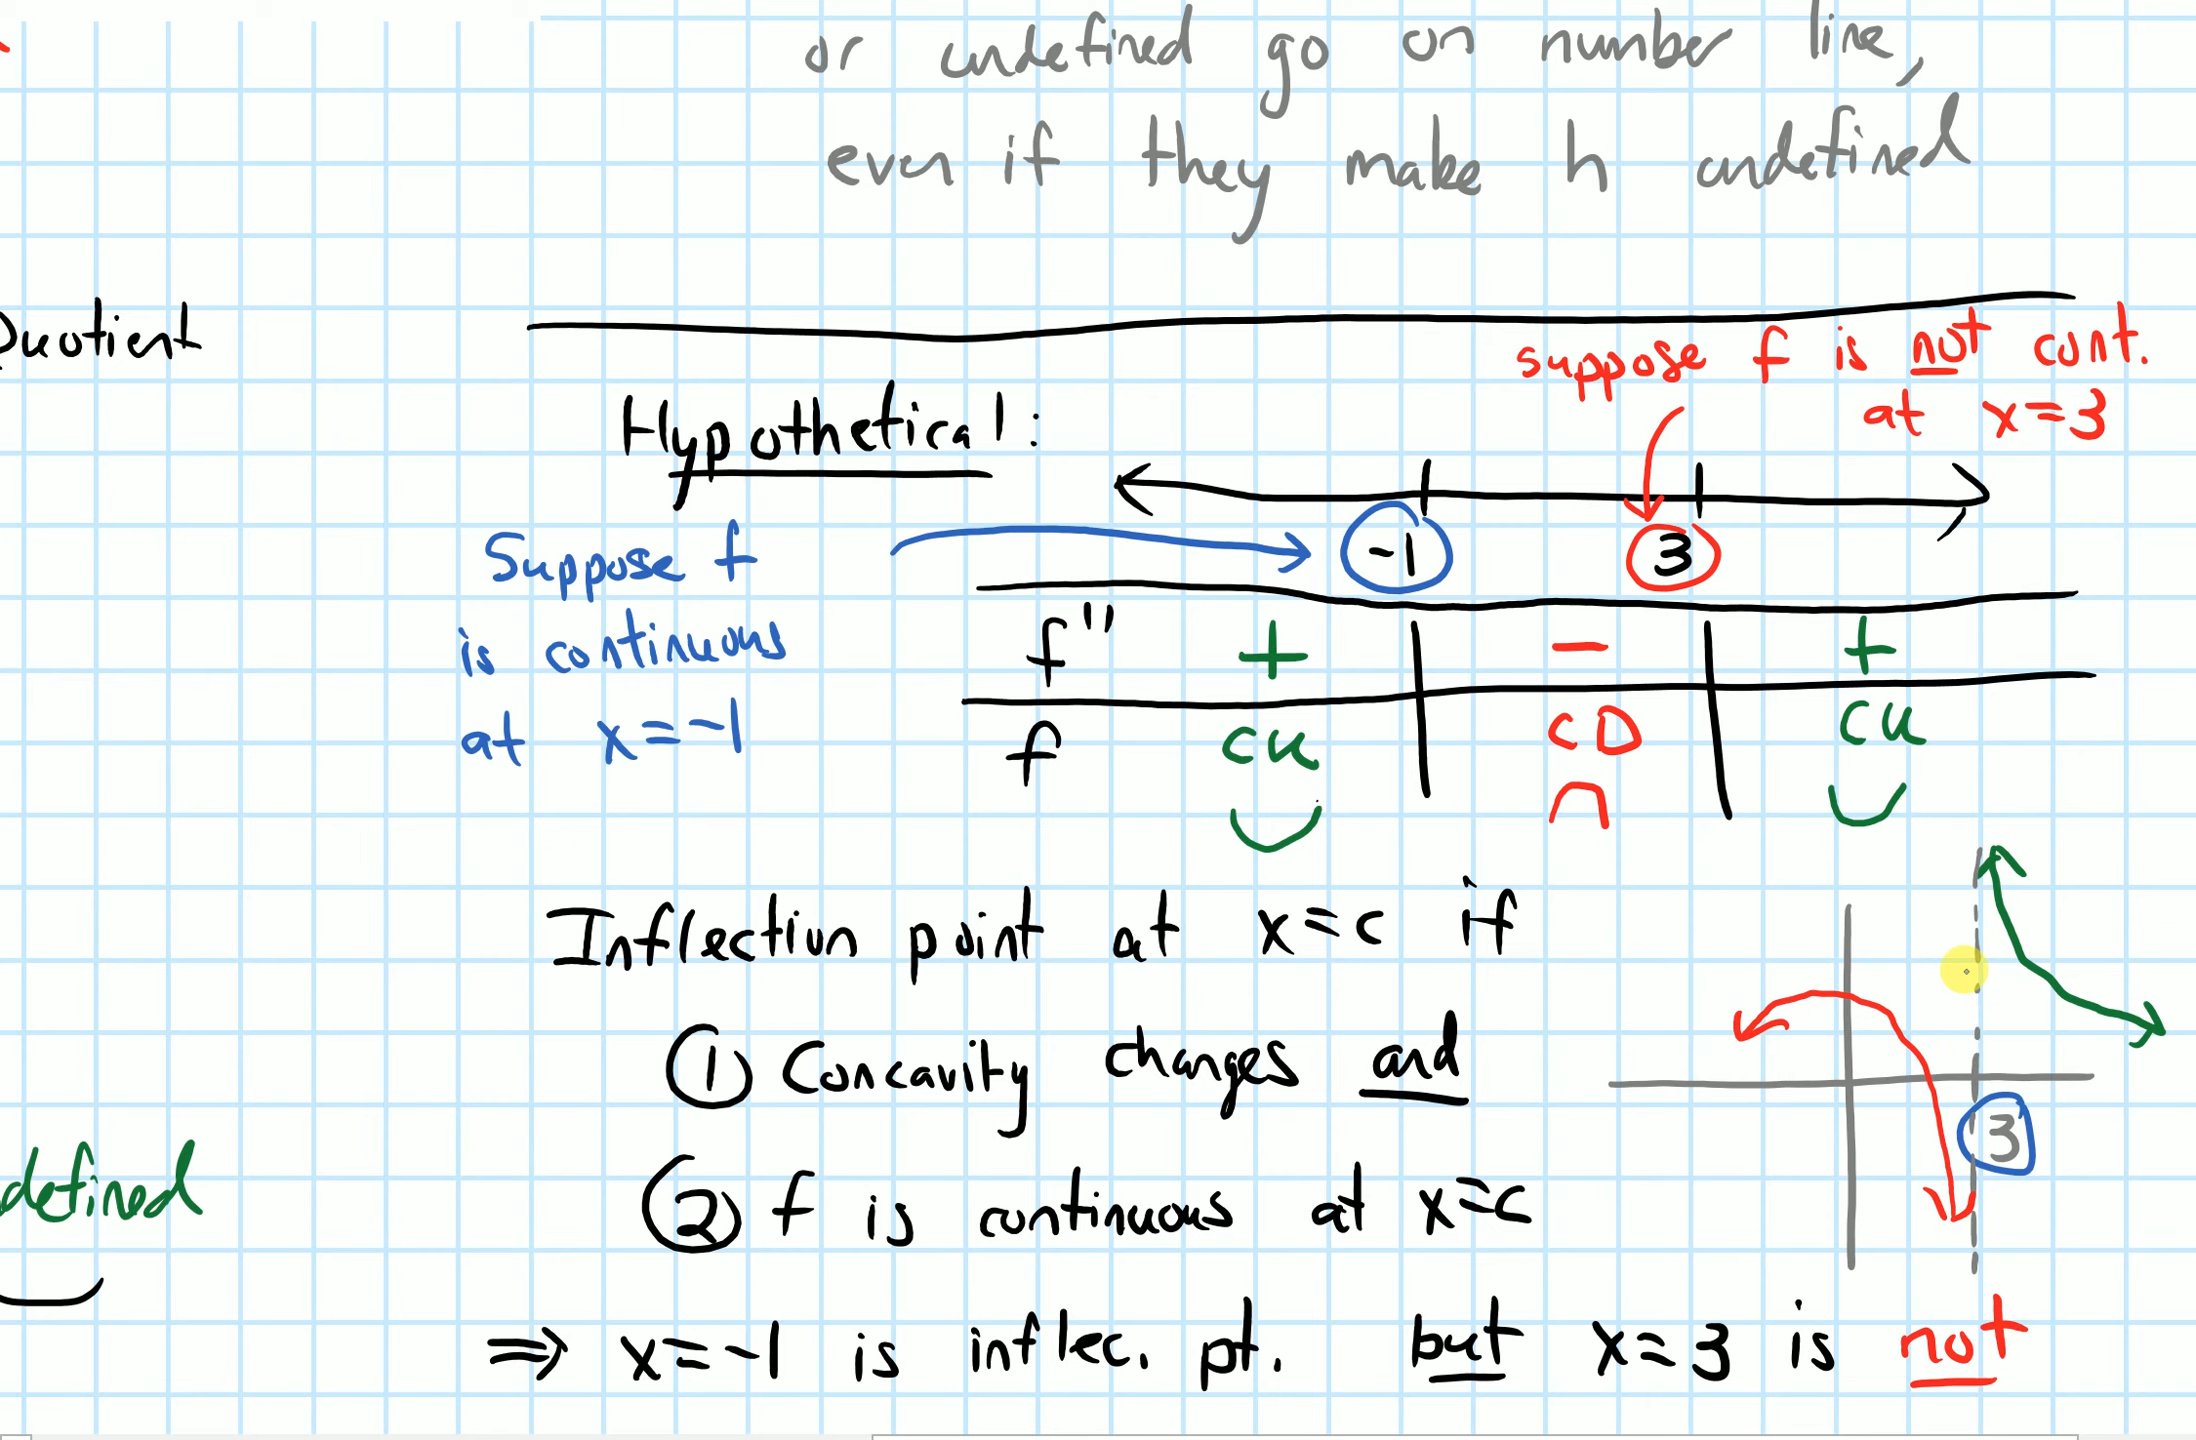 or undefined go on number line,
even if they make h undefined
Quotient
suppose f is not cont.
at x=3
Hypothetical:
-1 3
Suppose f
is continuous
at x=-1
f" + - +
f CU CD CU
Inflection point at x=c if
① Concavity changes and
② f is continuous at x=c
3
defined
⇒ x=-1 is inflec. pt. but x=3 is not